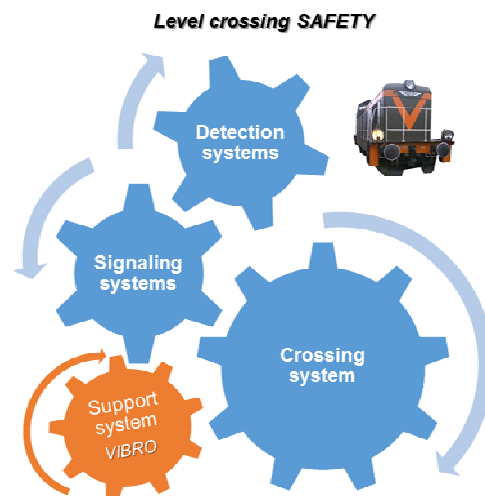 Level crossing SAFETY
Detection
systems
Signaling
systems
Crossing
system
Support
system
VIBRO